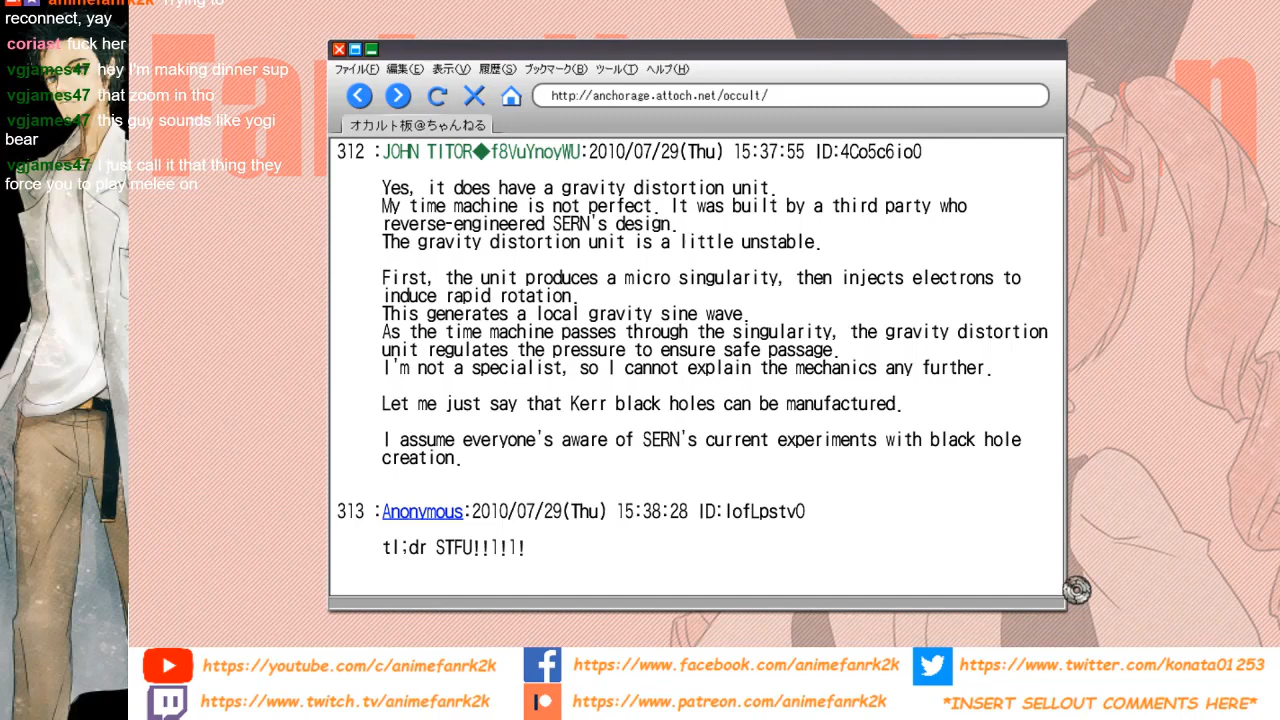 animefanrk2k Trying to
reconnect, yay
coriast fuck her
vgjames47 hey I'm making dinner sup
vgjames47 that zoom in tho
vgjames47 this guy sounds like yogi
bear
vgjames47 I just call it that thing they
force you to play melee on
ファイル(F) 編集(E) 表示(V) 履歴(S) ブックマーク(B) ツール(T) ヘルプ(H)
http://anchorage.attoch.net/occult/
オカルト板@ちゃんねる
312 :JOHN TITOR◆f8VuYnoyWU:2010/07/29(Thu) 15:37:55 ID:4Co5c6io0
Yes, it does have a gravity distortion unit.
My time machine is not perfect. It was built by a third party who
reverse-engineered SERN's design.
The gravity distortion unit is a little unstable.
First, the unit produces a micro singularity, then injects electrons to
induce rapid rotation.
This generates a local gravity sine wave.
As the time machine passes through the singularity, the gravity distortion
unit regulates the pressure to ensure safe passage.
I'm not a specialist, so I cannot explain the mechanics any further.
Let me just say that Kerr black holes can be manufactured.
I assume everyone's aware of SERN's current experiments with black hole
creation.
313 :Anonymous:2010/07/29(Thu) 15:38:28 ID:IofLpstv0
tl;dr STFU!!1!1!
https://youtube.com/c/animefanrk2k
https://www.facebook.com/animefanrk2k
https://www.twitter.com/konata01253
https://www.twitch.tv/animefanrk2k
https://www.patreon.com/animefanrk2k
*INSERT SELLOUT COMMENTS HERE*